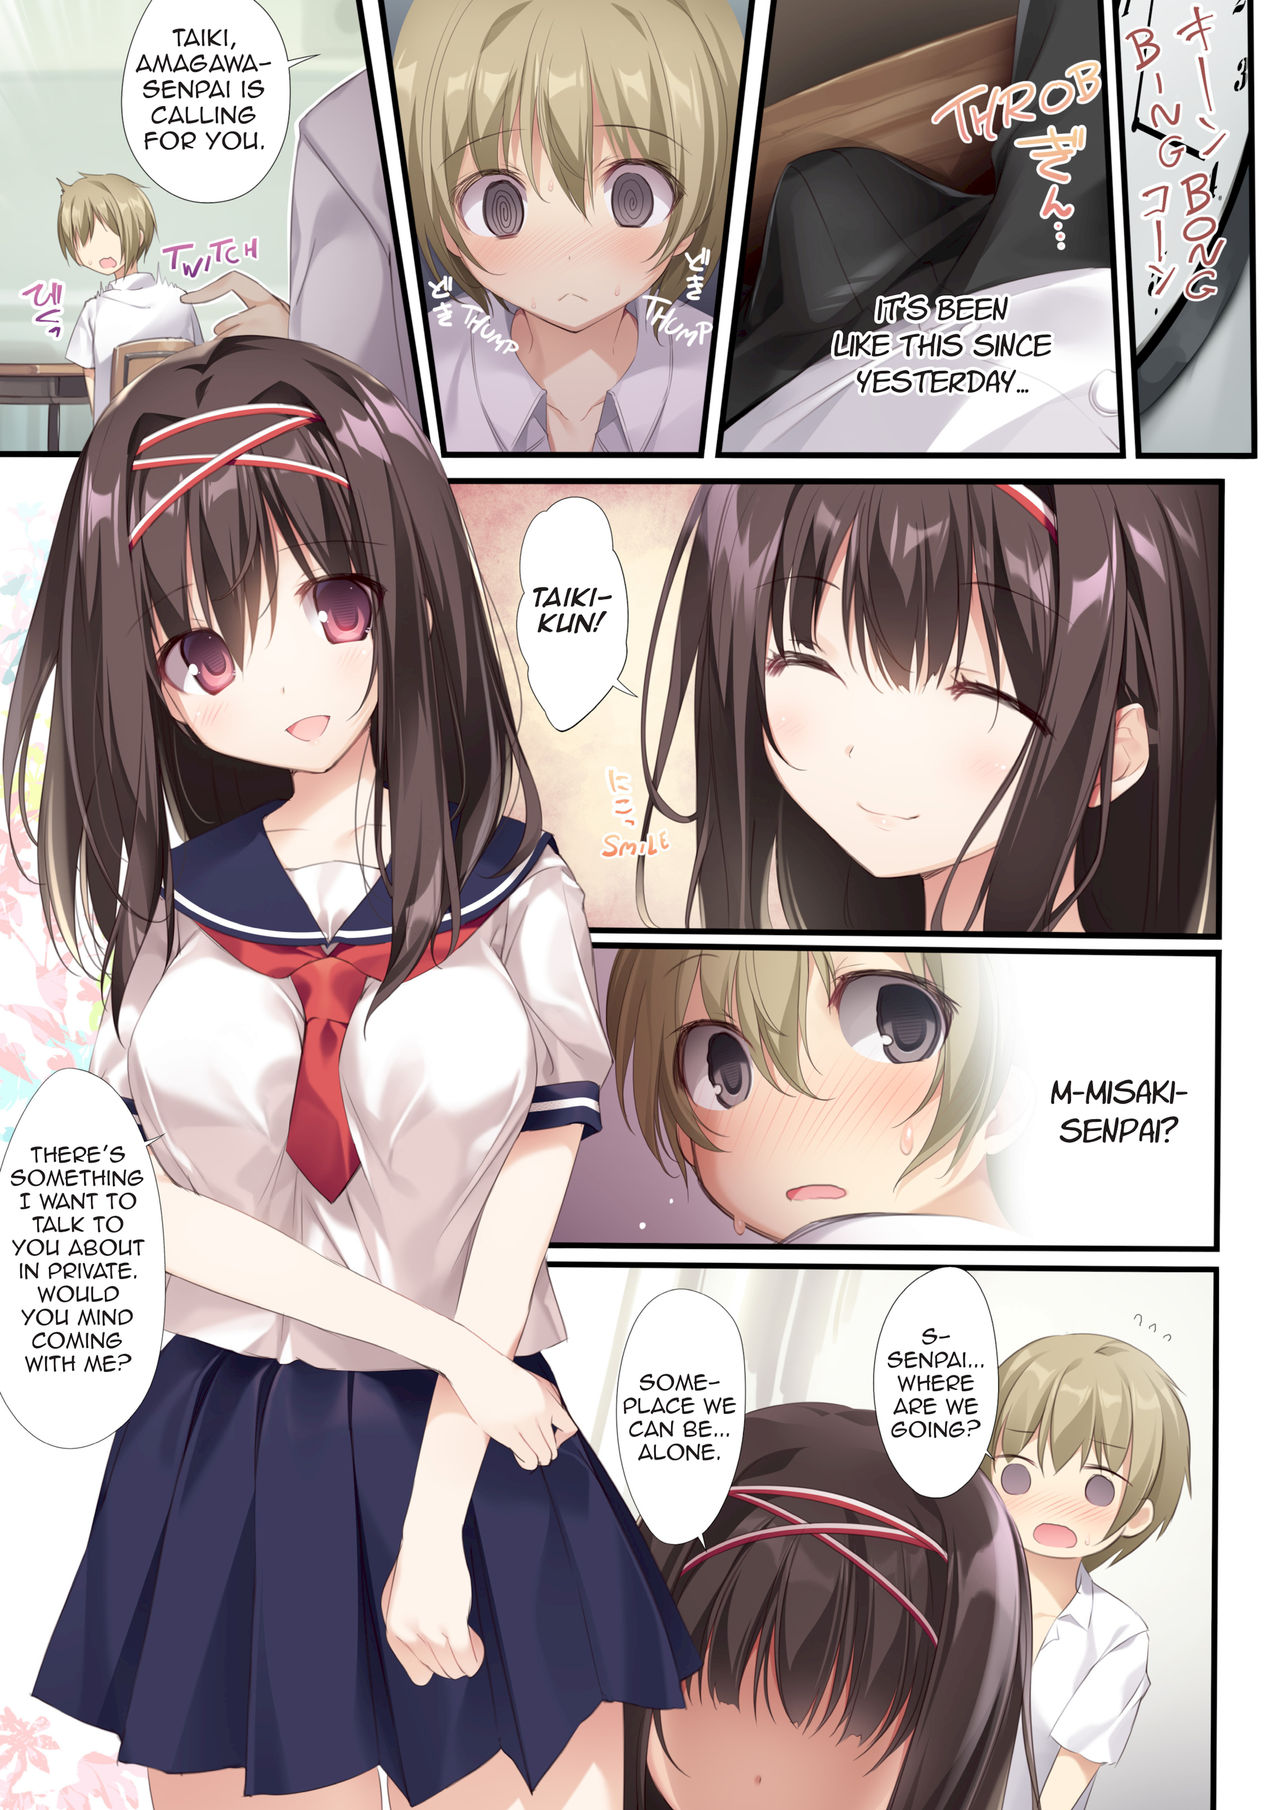 キーン
コーン
BING
BONG
THROB
ぎん…
IT'S BEEN
LIKE THIS SINCE
YESTERDAY...
どき
どき
THUMP
THUMP
TAIKI,
AMAGAWA-
SENPAI IS
CALLING
FOR YOU.
TWITCH
びくっ
TAIKI-
KUN!
にこっ
SMILE
M-MISAKI-
SENPAI?
THERE'S
SOMETHING
I WANT TO
TALK TO
YOU ABOUT
IN PRIVATE.
WOULD
YOU MIND
COMING
WITH ME?
S-
SENPAI...
WHERE
ARE WE
GOING?
SOME-
PLACE WE
CAN BE...
ALONE.
3